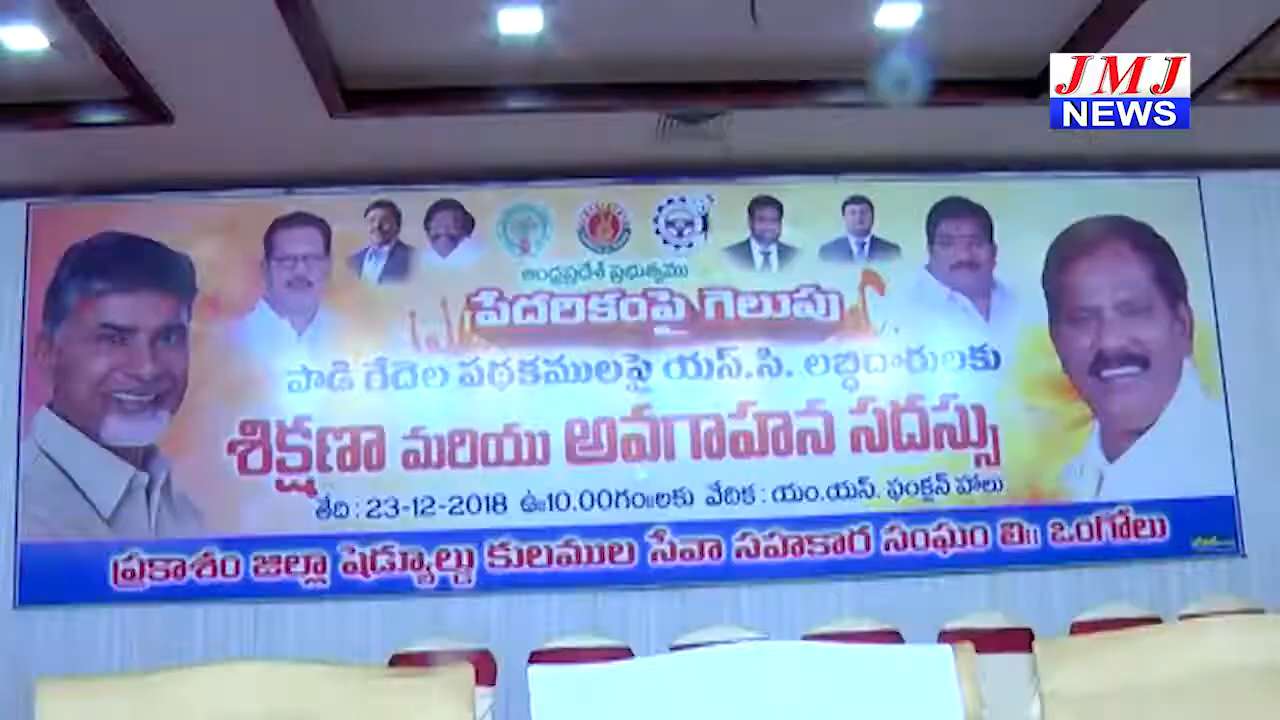 JMJ
NEWS
ఆంధ్రప్రదేశ్ ప్రభుత్వము
పేదరికంపై గెలుపు
పాడి గేదెల పథకములపై యస్.సి. లబ్ధిదారులకు
శిక్షణా మరియు అవగాహన సదస్సు
తేది : 23-12-2018 ఉ॥10.00గం॥లకు వేదిక : యం.యస్. ఫంక్షన్ హాలు
ప్రకాశం జిల్లా షెడ్యూల్డు కులముల సేవా సహకార సంఘం లి॥ ఒంగోలు